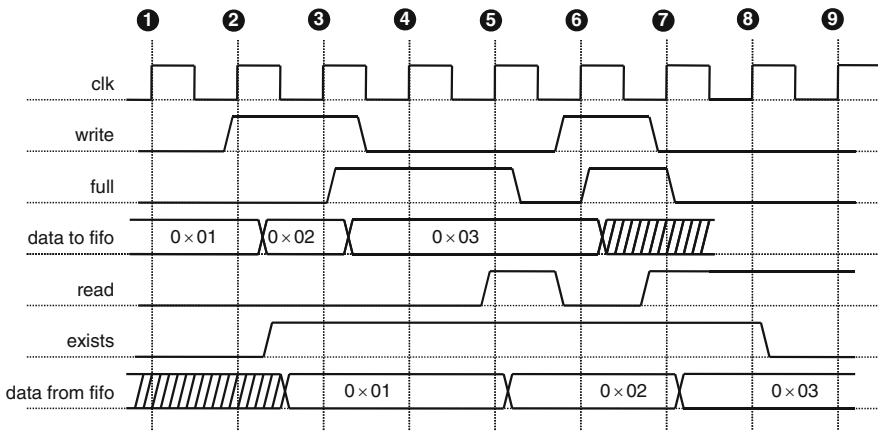 1 2 3 4 5 6 7 8 9
clk
write
full
data to fifo 0×01 0×02 0×03
read
exists
data from fifo 0×01 0×02 0×03